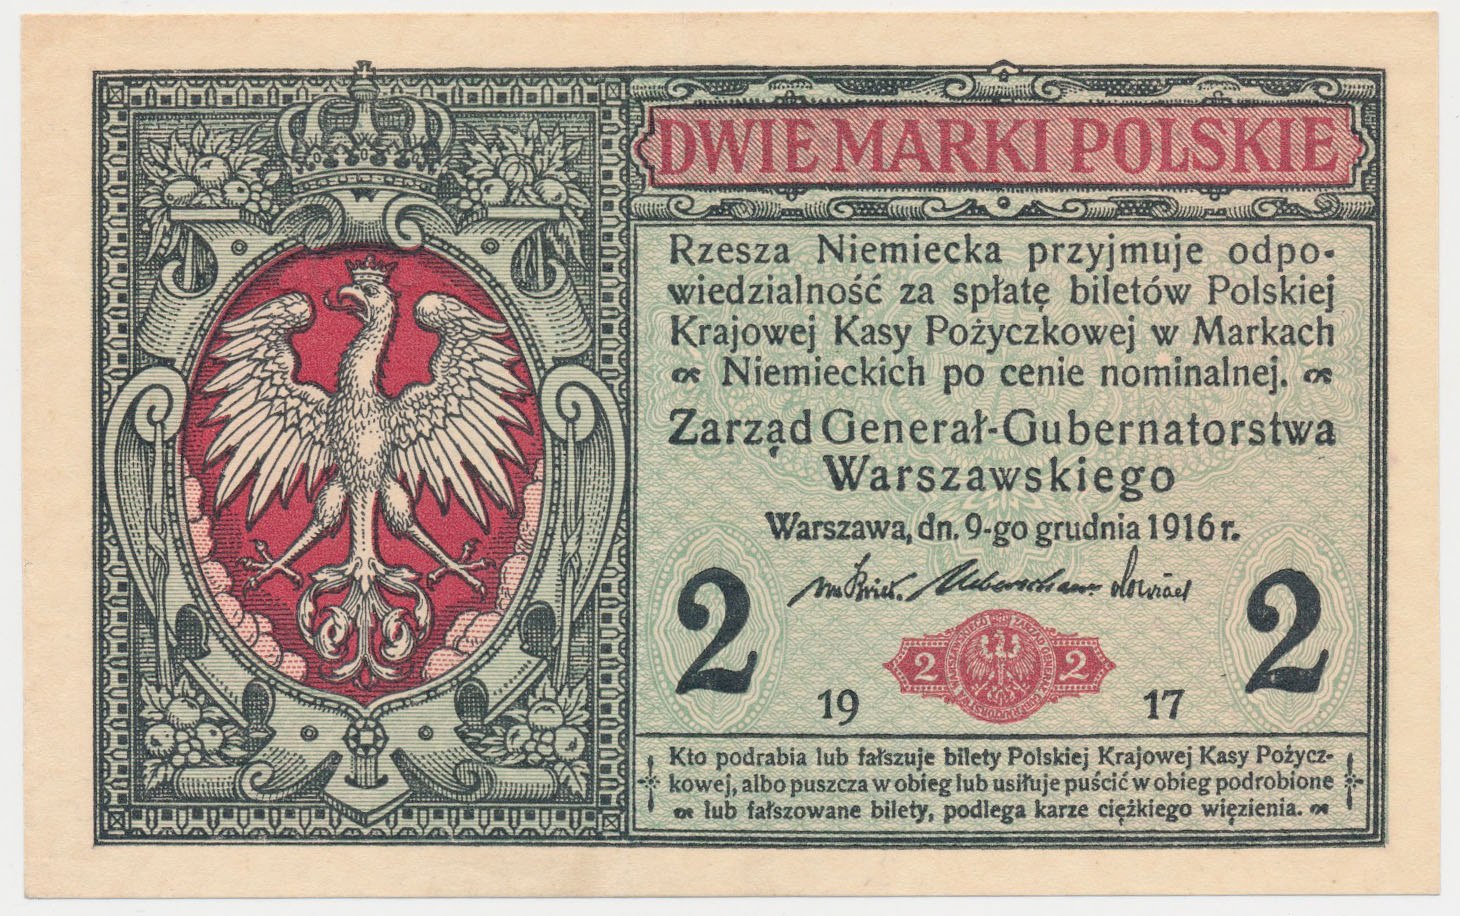 DWIE MARKI POLSKIE
Rzesza Niemiecka przyjmuje odpo-
wiedzialność za spłatę biletów Polskiej
Krajowej Kasy Pożyczkowej w Markach
Niemieckich po cenie nominalnej.
Zarząd Generał-Gubernatorstwa
Warszawskiego
Warszawa, dn. 9-go grudnia 1916 r.
2 2
2 2
19 17
Kto podrabia lub fałszuje bilety Polskiej Krajowej Kasy Pożycz-
kowej, albo puszcza w obieg lub usiłuje puścić w obieg podrobione
lub fałszowane bilety, podlega karze ciężkiego więzienia.